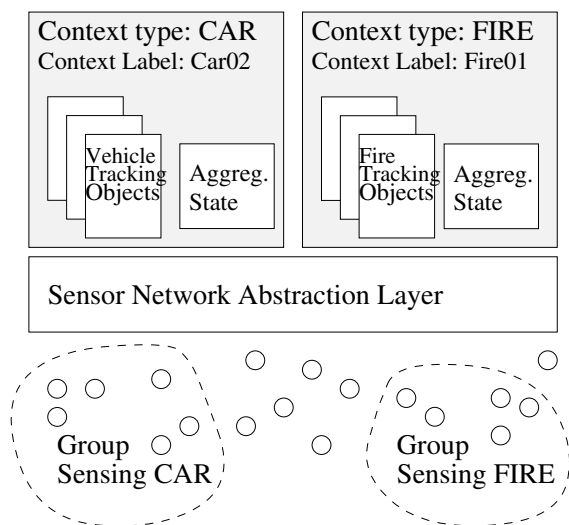 Context type: CAR
Context Label: Car02
Vehicle
Tracking
Objects
Aggreg.
State
Context type: FIRE
Context Label: Fire01
Fire
Tracking
Objects
Aggreg.
State
Sensor Network Abstraction Layer
Group
Sensing CAR
Group
Sensing FIRE